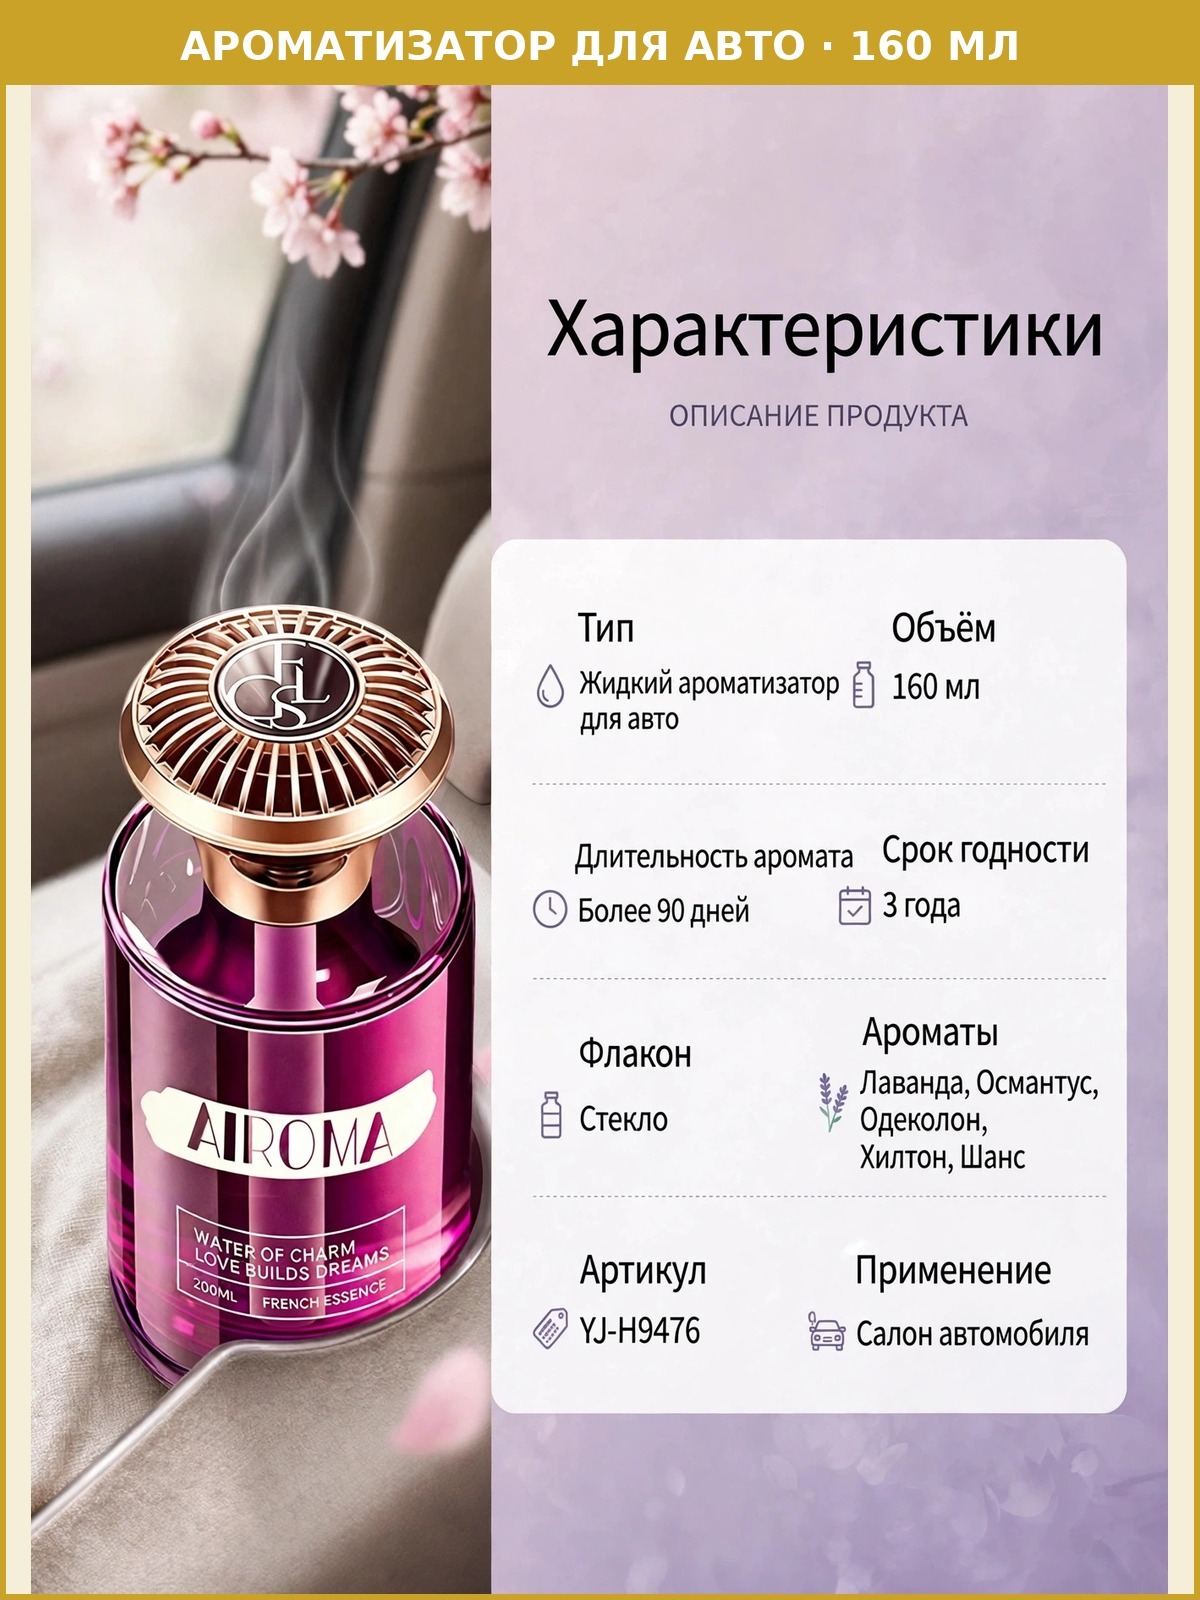 АРОМАТИЗАТОР ДЛЯ АВТО · 160 МЛ
Характеристики
ОПИСАНИЕ ПРОДУКТА
Тип
Жидкий ароматизатор
для авто
Объём
160 мл
Длительность аромата
Более 90 дней
Срок годности
3 года
Флакон
Стекло
Ароматы
Лаванда, Османтус,
Одеколон,
Хилтон, Шанс
Артикул
YJ-H9476
Применение
Салон автомобиля
AIROMA
WATER OF CHARM
LOVE BUILDS DREAMS
200ML
FRENCH ESSENCE